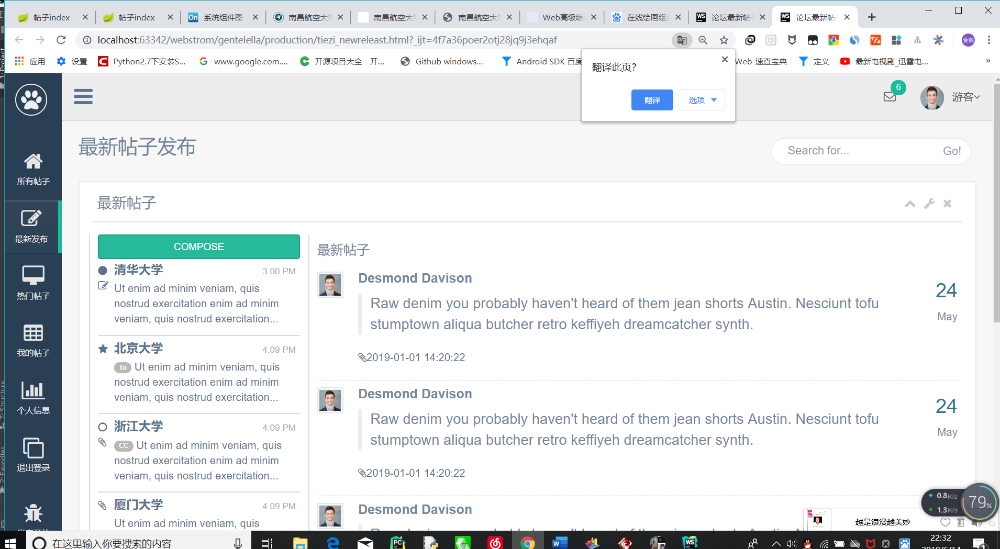 帖子index
帖子index
On 系统组件图
南昌航空大
南昌航空大
南昌航空大
Web高级编
在线绘画组
WS 论坛最新帖
WS 论坛最新帖
localhost:63342/webstrom/gentelella/production/tiezi_newreleast.html?_ijt=4f7a36poer2otj28jq9j3ehqaf
金鹏
应用
设置
Python2.7下安装S...
www.google.com....
开源项目大全 - 开...
Github windows...
Android SDK 百度
Web-速查宝典
定义
最新电视剧_迅雷电...
»
翻译此页?
翻译
选项
1: Project
7: Structure
2: Favorites
6
游客
最新帖子发布
Search for...
Go!
所有帖子
最新发布
热门帖子
我的帖子
个人信息
退出登录
最新帖子
COMPOSE
清华大学
3.00 PM
Ut enim ad minim veniam, quis
nostrud exercitation enim ad minim
veniam, quis nostrud exercitation...
北京大学
4.09 PM
To Ut enim ad minim veniam, quis
nostrud exercitation enim ad minim
veniam, quis nostrud exercitation...
浙江大学
4.09 PM
CC Ut enim ad minim veniam, quis
nostrud exercitation enim ad minim
veniam, quis nostrud exercitation...
厦门大学
4.09 PM
Ut enim ad minim veniam, quis
最新帖子
Desmond Davison
Raw denim you probably haven't heard of them jean shorts Austin. Nesciunt tofu
stumptown aliqua butcher retro keffiyeh dreamcatcher synth.
24
May
2019-01-01 14:20:22
Desmond Davison
Raw denim you probably haven't heard of them jean shorts Austin. Nesciunt tofu
stumptown aliqua butcher retro keffiyeh dreamcatcher synth.
24
May
2019-01-01 14:20:22
Desmond Davison
0.8K/s
1.3K/s
79%
越是浪漫越美妙
在这里输入你要搜索的内容
PC
W
WS
22:32